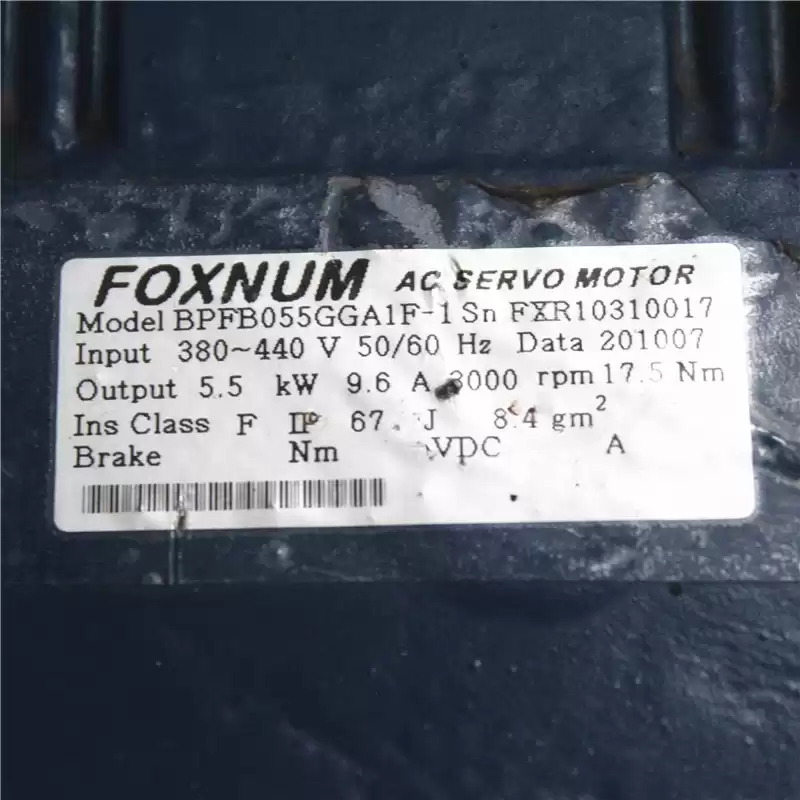 FOXNUM AC SERVO MOTOR
Model BPFB055GGA1F-1 Sn FXR10310017
Input 380~440 V 50/60 Hz Data 201007
Output 5.5 kW 9.6 A 3000 rpm 17.5 Nm
Ins Class F IP 67 J 8.4 gm²
Brake Nm VDC A